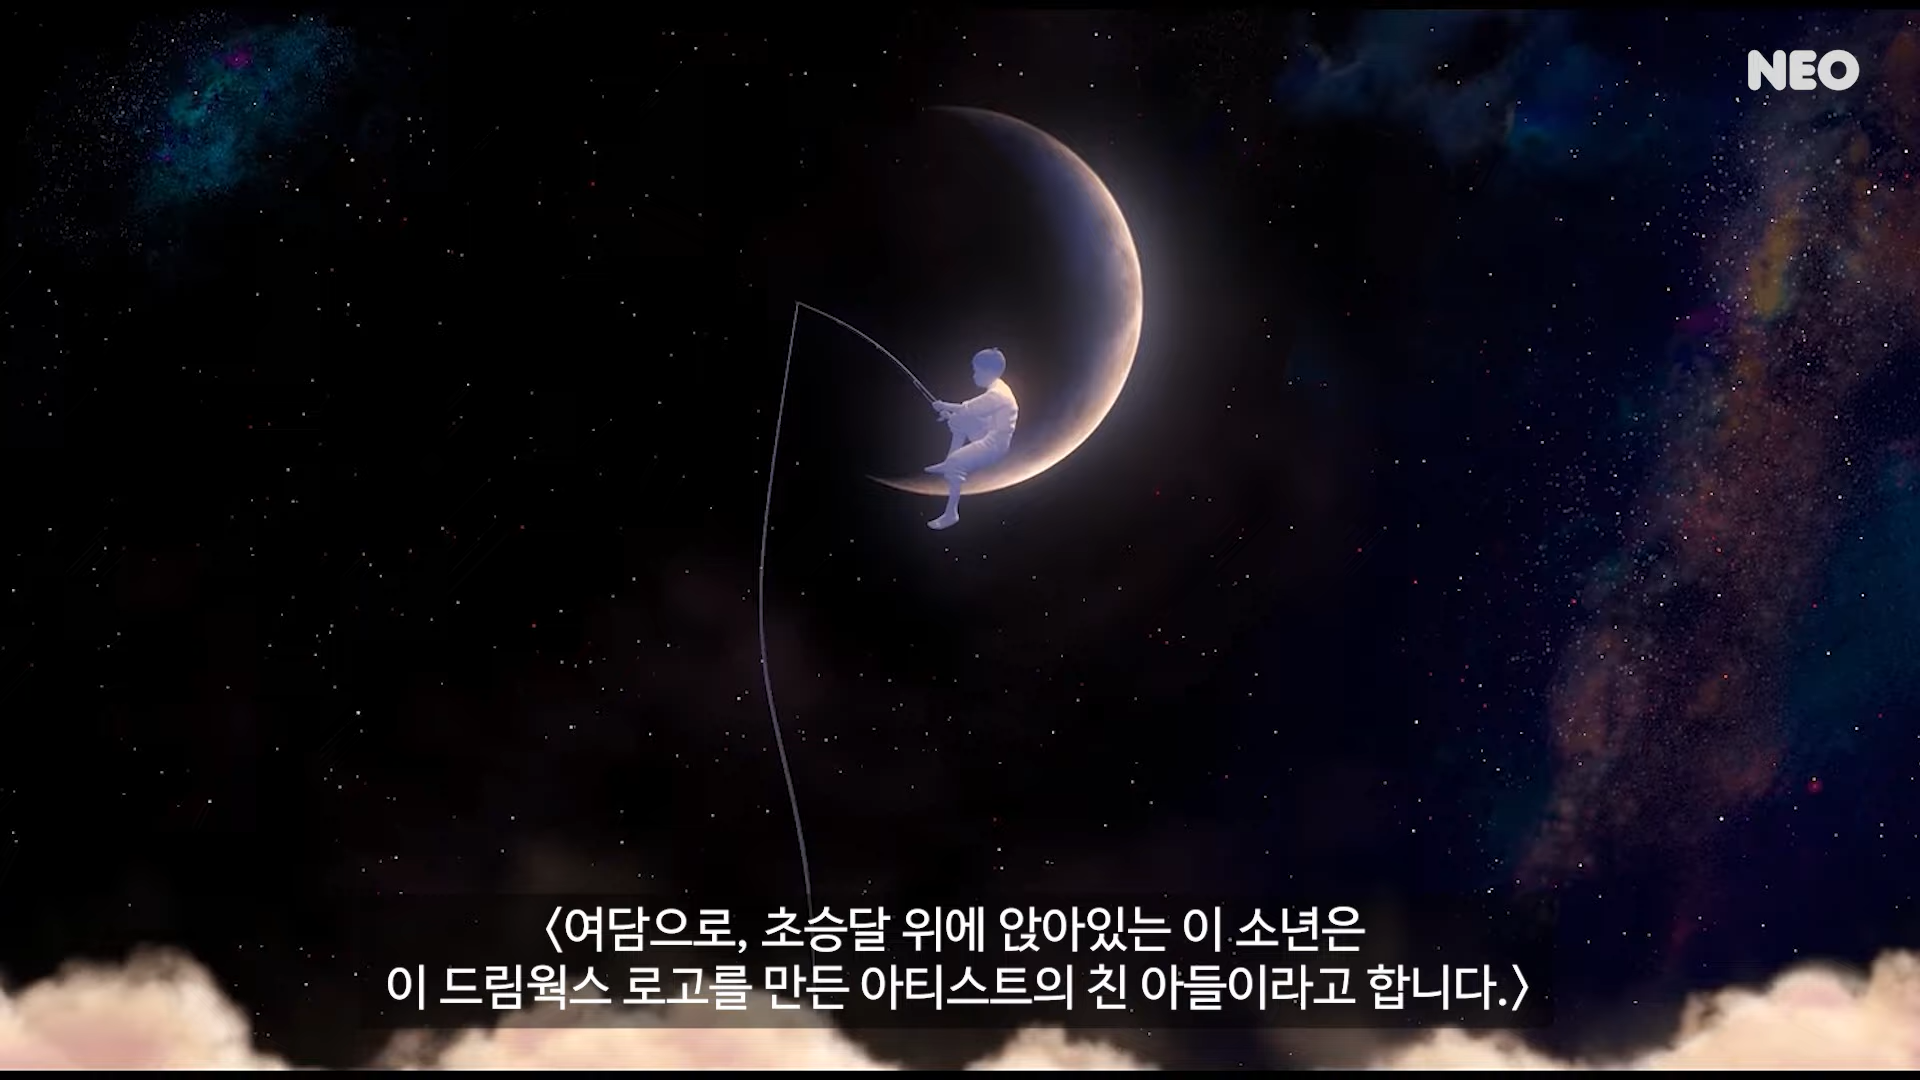 NEO
〈여담으로, 초승달 위에 앉아있는 이 소년은
이 드림웍스 로고를 만든 아티스트의 친 아들이라고 합니다.〉